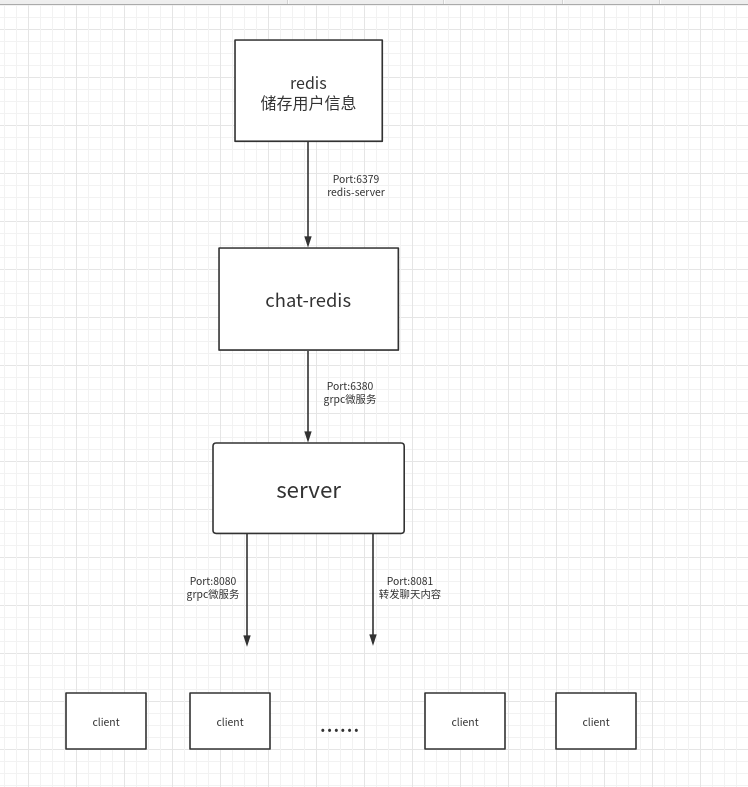 redis
储存用户信息
Port:6379
redis-server
chat-redis
Port:6380
grpc微服务
server
Port:8080
grpc微服务
Port:8081
转发聊天内容
client
client
......
client
client